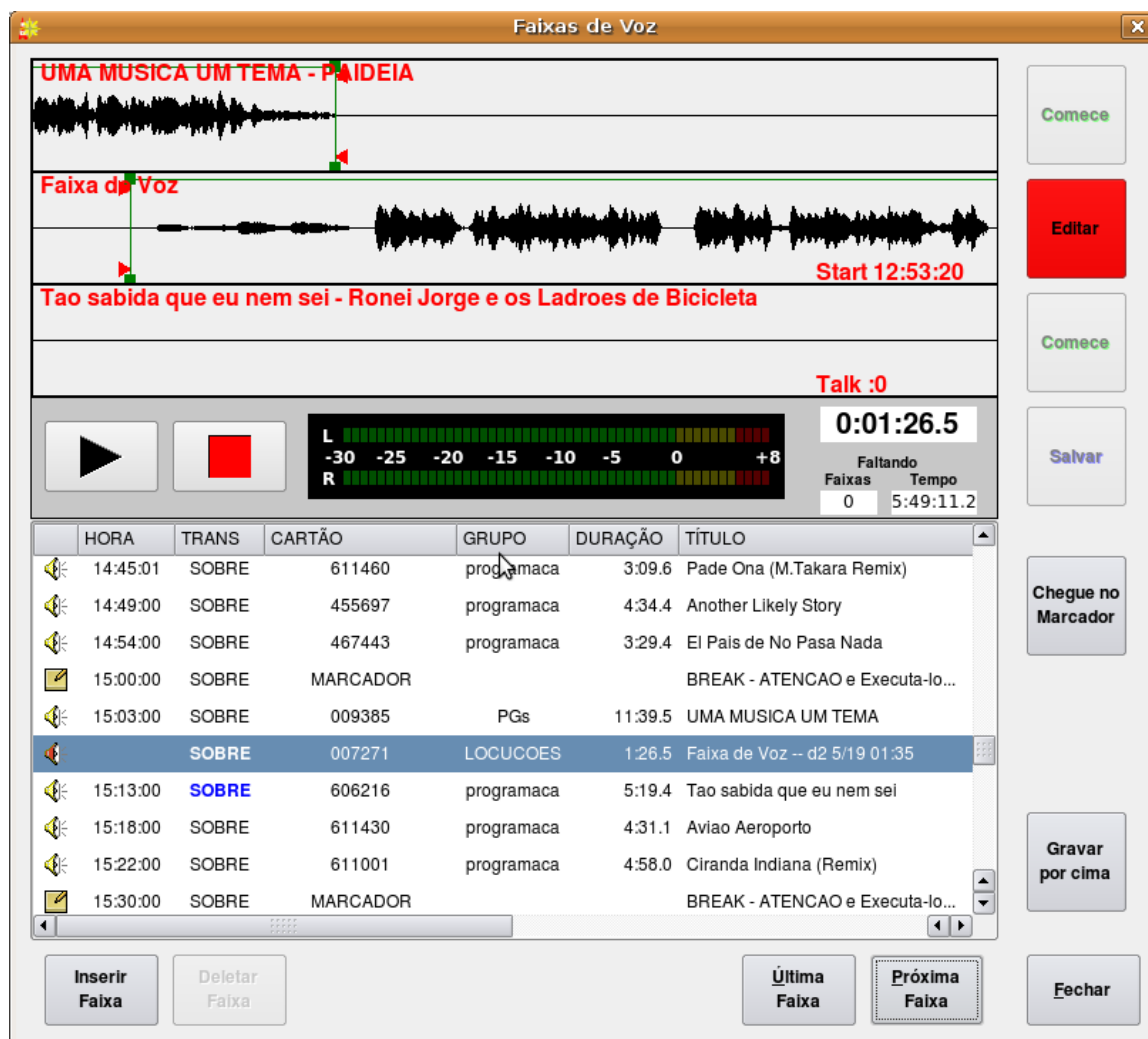 Faixas de Voz
UMA MUSICA UM TEMA - PAIDEIA
Comece
Faixa de Voz
Editar
Start 12:53:20
Tao sabida que eu nem sei - Ronei Jorge e os Ladroes de Bicicleta
Comece
Talk :0
0:01:26.5
L
-30 -25 -20 -15 -10 -5 0 +8
R
Faltando
Faixas Tempo
0 5:49:11.2
Salvar
HORA TRANS CARTÃO GRUPO DURAÇÃO TÍTULO
14:45:01 SOBRE 611460 programaca 3:09.6 Pade Ona (M.Takara Remix)
14:49:00 SOBRE 455697 programaca 4:34.4 Another Likely Story
14:54:00 SOBRE 467443 programaca 3:29.4 El Pais de No Pasa Nada
15:00:00 SOBRE MARCADOR BREAK - ATENCAO e Executa-lo...
15:03:00 SOBRE 009385 PGs 11:39.5 UMA MUSICA UM TEMA
SOBRE 007271 LOCUCOES 1:26.5 Faixa de Voz -- d2 5/19 01:35
15:13:00 SOBRE 606216 programaca 5:19.4 Tao sabida que eu nem sei
15:18:00 SOBRE 611430 programaca 4:31.1 Aviao Aeroporto
15:22:00 SOBRE 611001 programaca 4:58.0 Ciranda Indiana (Remix)
15:30:00 SOBRE MARCADOR BREAK - ATENCAO e Executa-lo...
Chegue no
Marcador
Gravar
por cima
Inserir
Faixa
Deletar
Faixa
Última
Faixa
Próxima
Faixa
Fechar